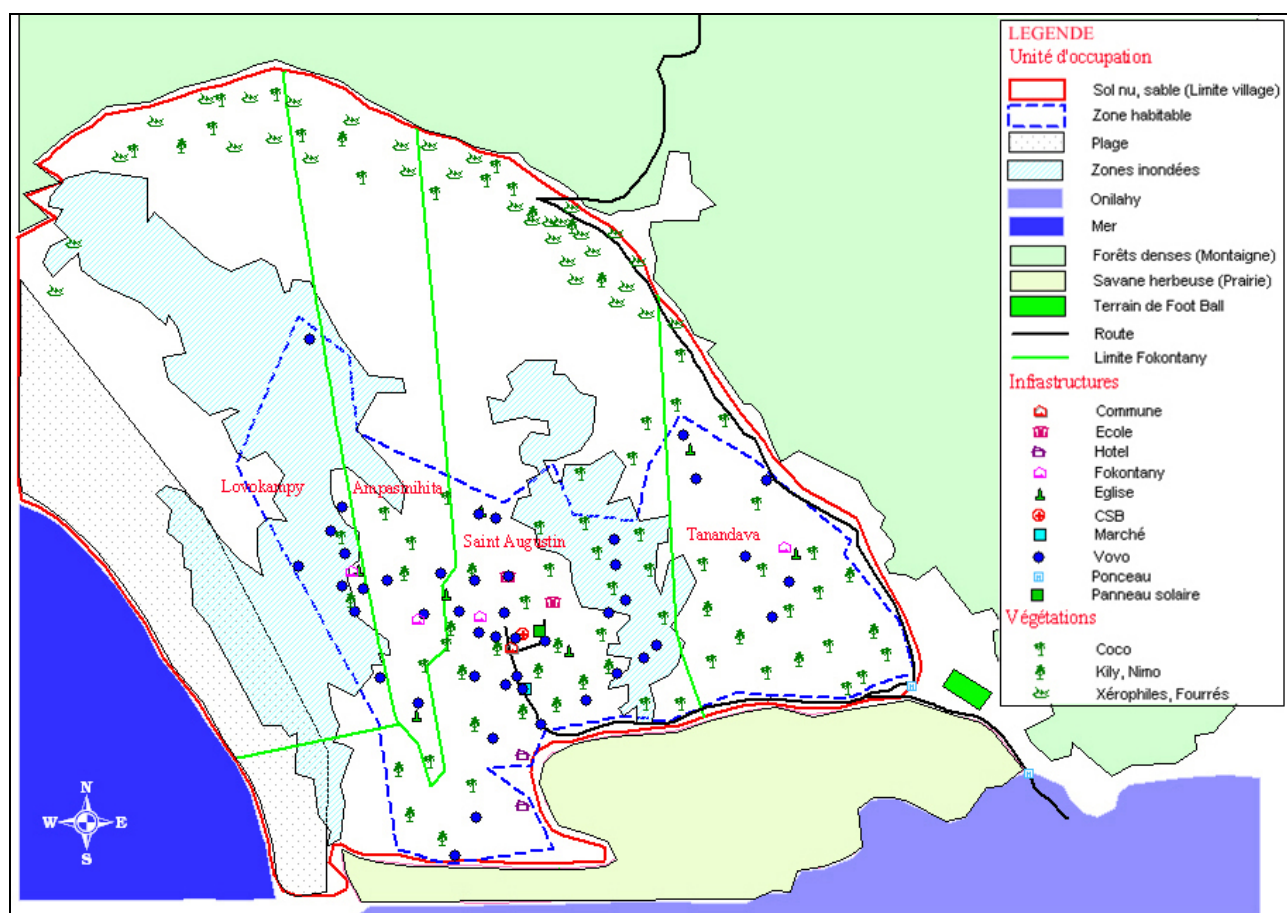 LEGENDE
Unité d'occupation
Sol nu, sable (Limite village)
Zone habitable
Plage
Zones inondées
Onilahy
Mer
Forêts denses (Montaigne)
Savane herbeuse (Prairie)
Terrain de Foot Ball
Route
Limite Fokontany
Infrastructures
Commune
Ecole
Hotel
Fokontany
Eglise
CSB
Marché
Vovo
Ponceau
Panneau solaire
Végétations
Coco
Kily, Nimo
Xérophiles, Fourrés
Lovokampy
Ampasinihita
Saint Augustin
Tanandava
N
W E
S